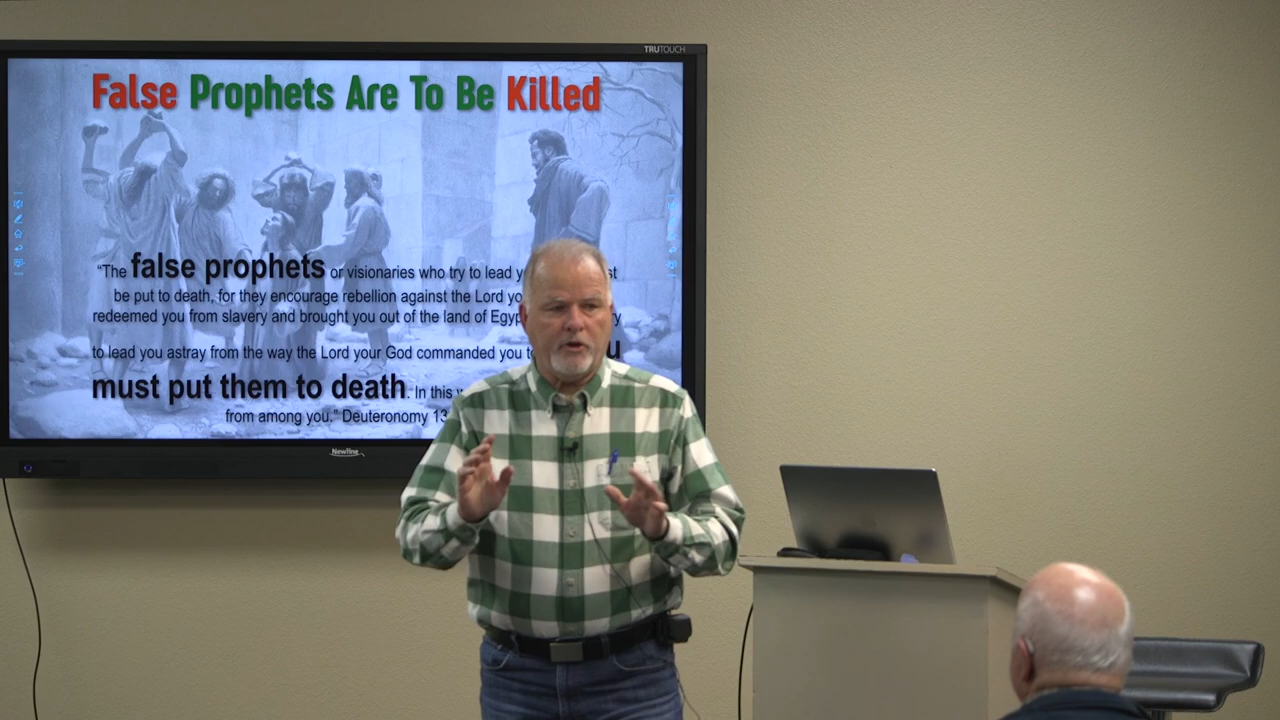 TRUTOUCH
False Prophets Are To Be Killed
“The false prophets or visionaries who try to lead
be put to death, for they encourage rebellion against the Lord
redeemed you from slavery and brought you out of the land of
to lead you astray from the way the Lord your God commanded you
must put them to death. In this
from among you.” Deuteronomy 13
Newline